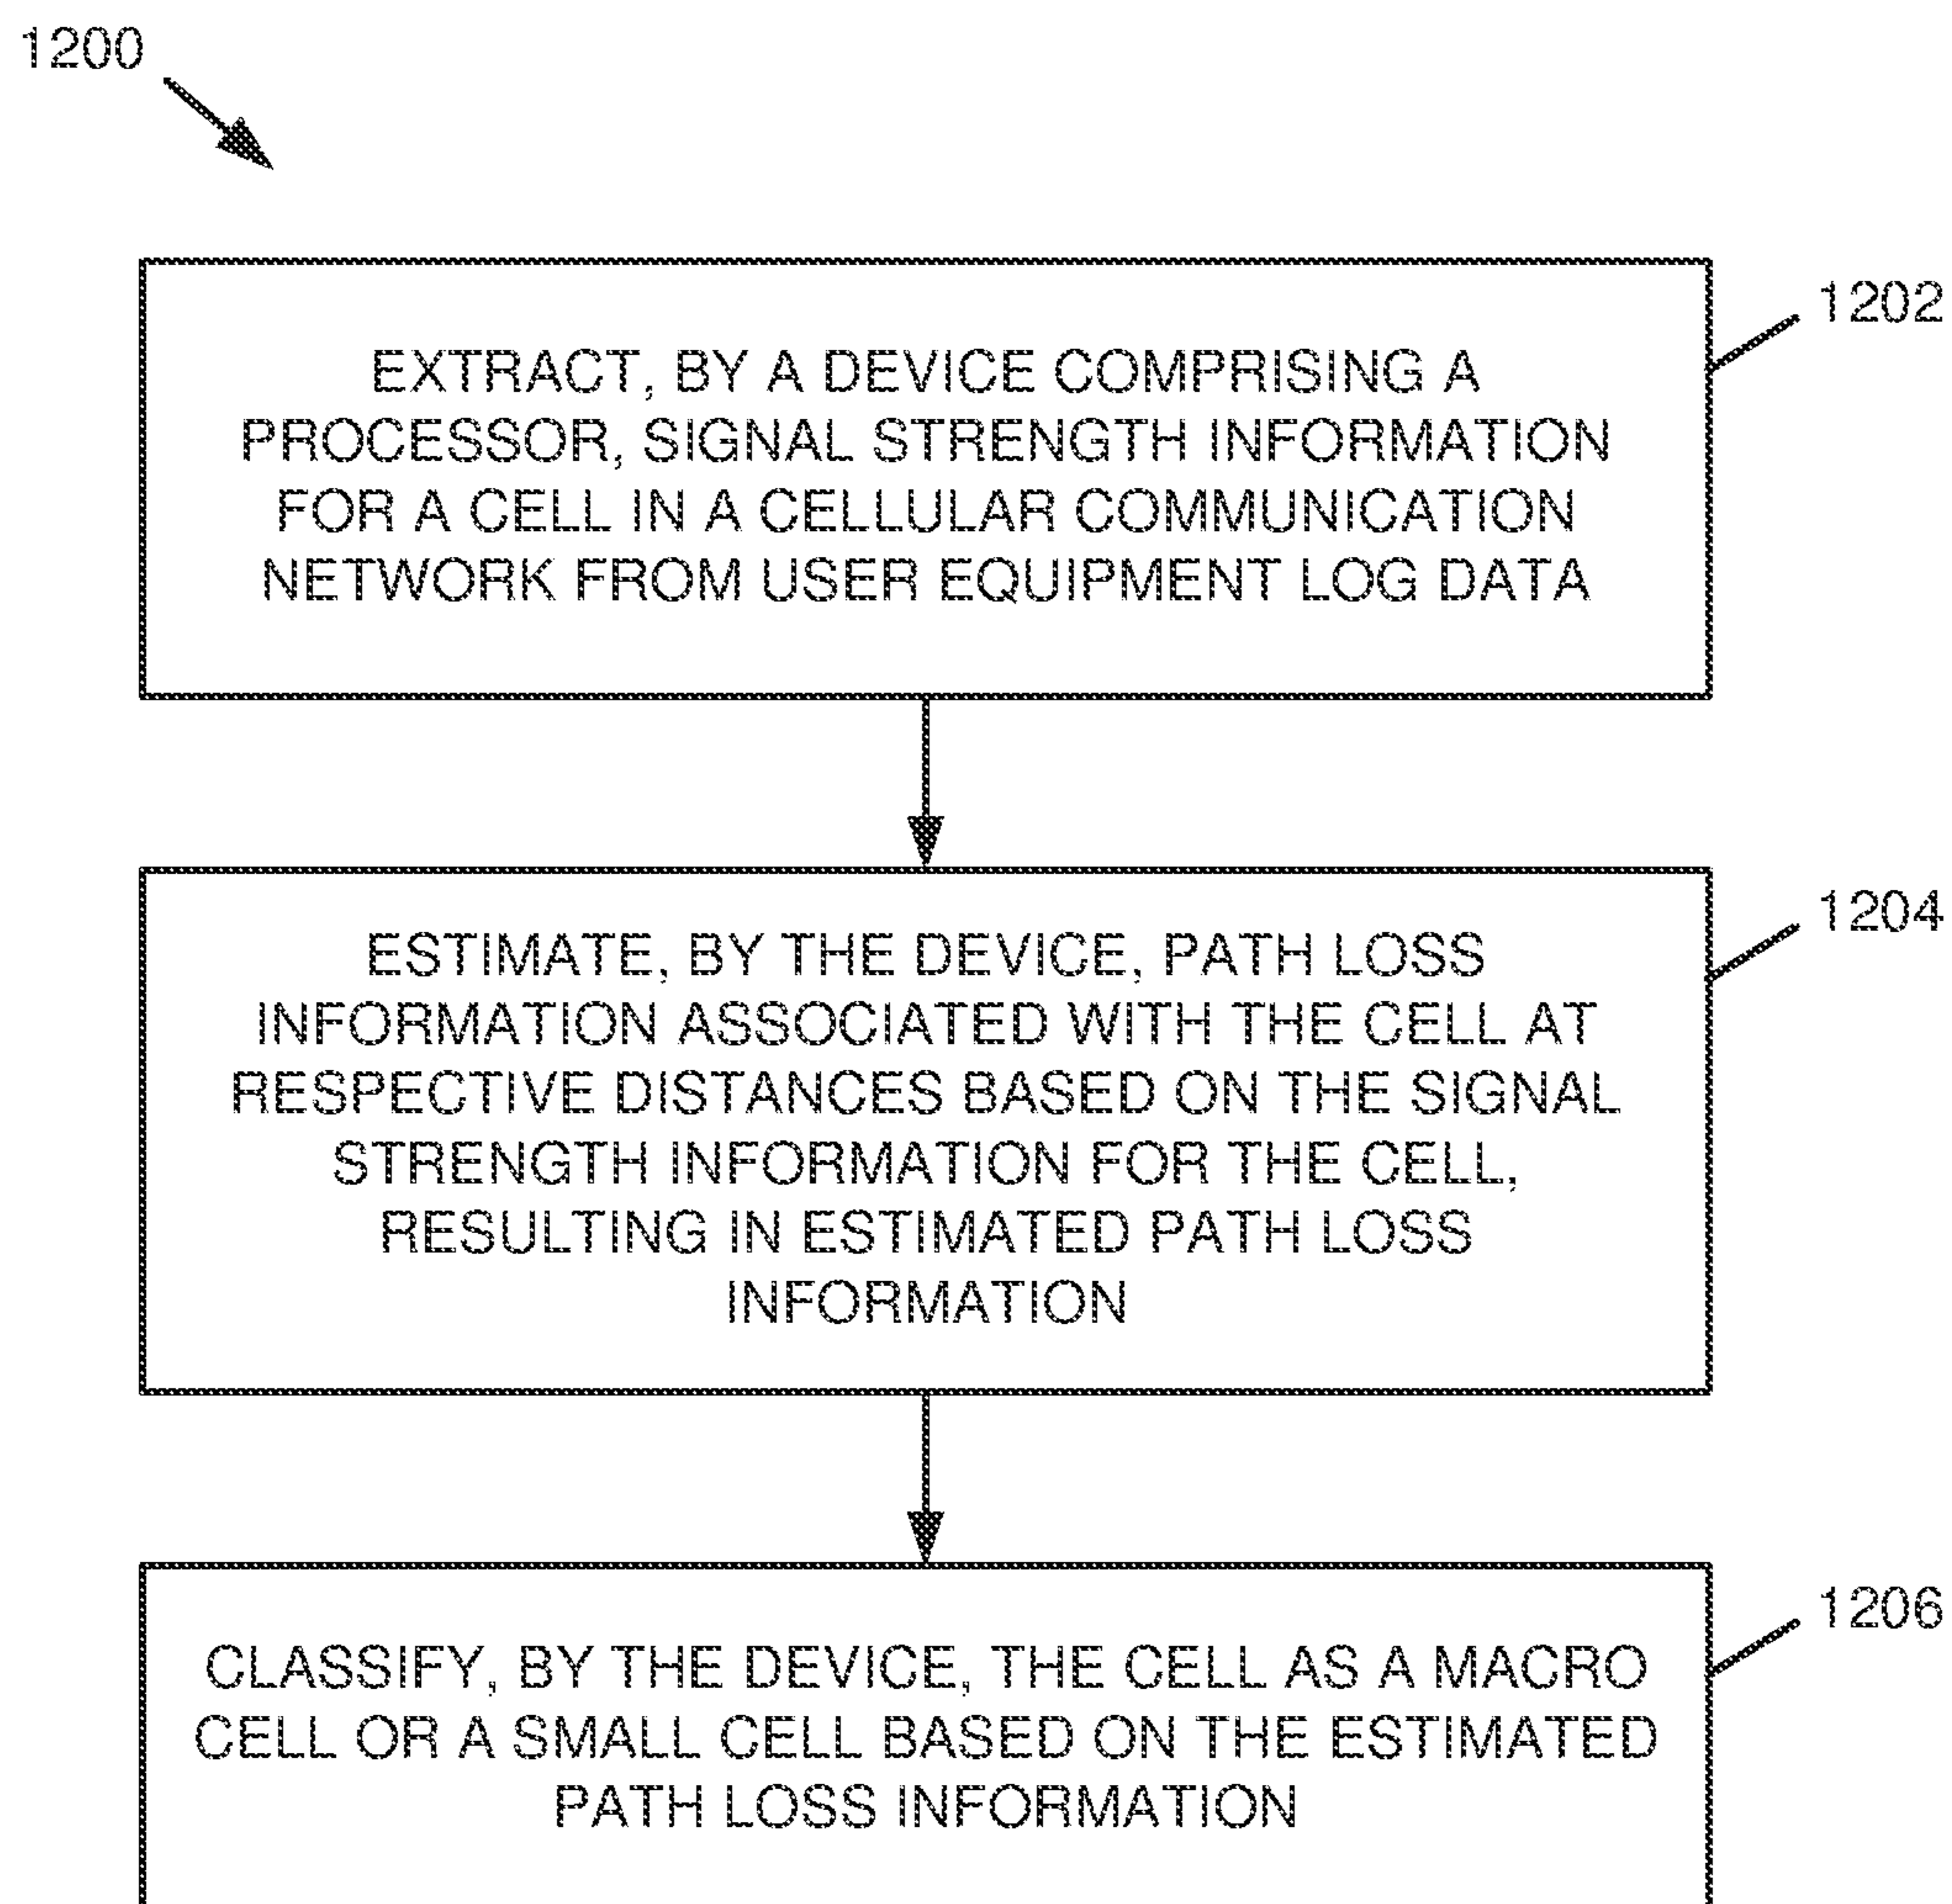 1200
1202
EXTRACT, BY A DEVICE COMPRISING A
PROCESSOR, SIGNAL STRENGTH INFORMATION
FOR A CELL IN A CELLULAR COMMUNICATION
NETWORK FROM USER EQUIPMENT LOG DATA
1204
ESTIMATE, BY THE DEVICE, PATH LOSS
INFORMATION ASSOCIATED WITH THE CELL AT
RESPECTIVE DISTANCES BASED ON THE SIGNAL
STRENGTH INFORMATION FOR THE CELL,
RESULTING IN ESTIMATED PATH LOSS
INFORMATION
1206
CLASSIFY, BY THE DEVICE, THE CELL AS A MACRO
CELL OR A SMALL CELL BASED ON THE ESTIMATED
PATH LOSS INFORMATION